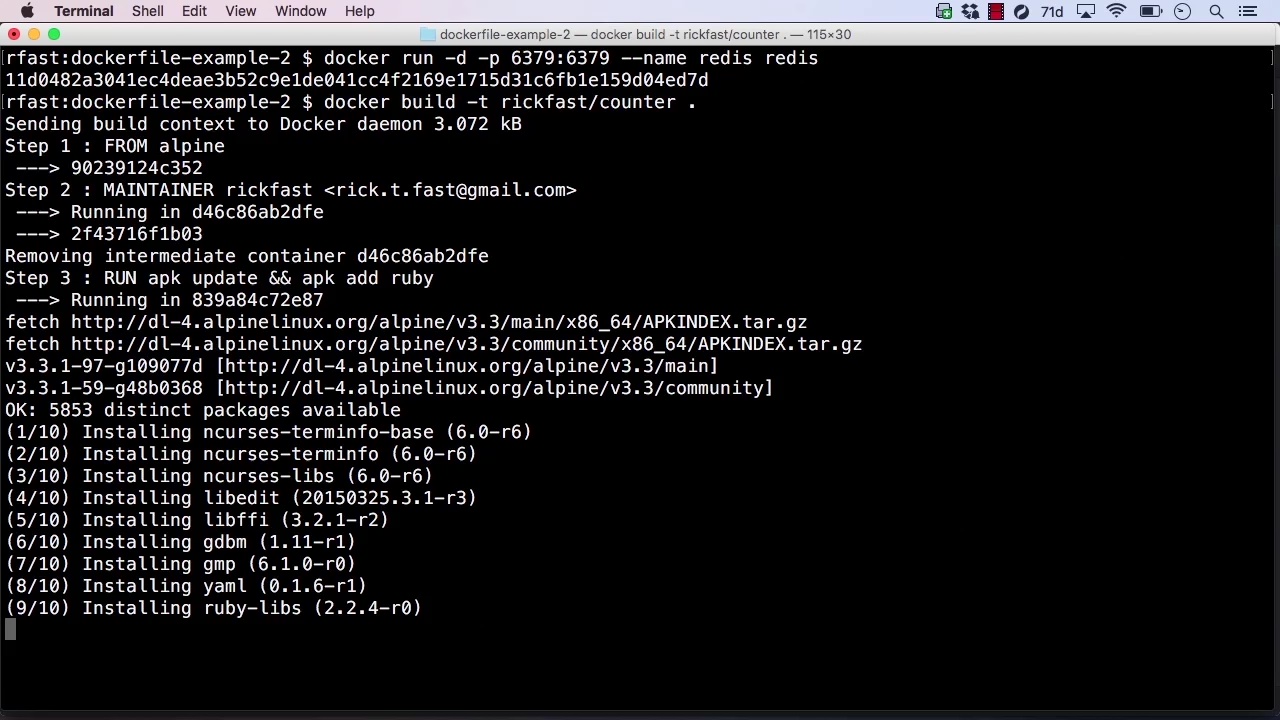 Terminal Shell Edit View Window Help 71d
dockerfile-example-2 — docker build -t rickfast/counter . — 115×30
[rfast:dockerfile-example-2 $ docker run -d -p 6379:6379 --name redis redis ]
11d0482a3041ec4deae3b52c9e1de041cc4f2169e1715d31c6fb1e159d04ed7d
[rfast:dockerfile-example-2 $ docker build -t rickfast/counter . ]
Sending build context to Docker daemon 3.072 kB
Step 1 : FROM alpine
 ---> 90239124c352
Step 2 : MAINTAINER rickfast <rick.t.fast@gmail.com>
 ---> Running in d46c86ab2dfe
 ---> 2f43716f1b03
Removing intermediate container d46c86ab2dfe
Step 3 : RUN apk update && apk add ruby
 ---> Running in 839a84c72e87
fetch http://dl-4.alpinelinux.org/alpine/v3.3/main/x86_64/APKINDEX.tar.gz
fetch http://dl-4.alpinelinux.org/alpine/v3.3/community/x86_64/APKINDEX.tar.gz
v3.3.1-97-g109077d [http://dl-4.alpinelinux.org/alpine/v3.3/main]
v3.3.1-59-g48b0368 [http://dl-4.alpinelinux.org/alpine/v3.3/community]
OK: 5853 distinct packages available
(1/10) Installing ncurses-terminfo-base (6.0-r6)
(2/10) Installing ncurses-terminfo (6.0-r6)
(3/10) Installing ncurses-libs (6.0-r6)
(4/10) Installing libedit (20150325.3.1-r3)
(5/10) Installing libffi (3.2.1-r2)
(6/10) Installing gdbm (1.11-r1)
(7/10) Installing gmp (6.1.0-r0)
(8/10) Installing yaml (0.1.6-r1)
(9/10) Installing ruby-libs (2.2.4-r0)